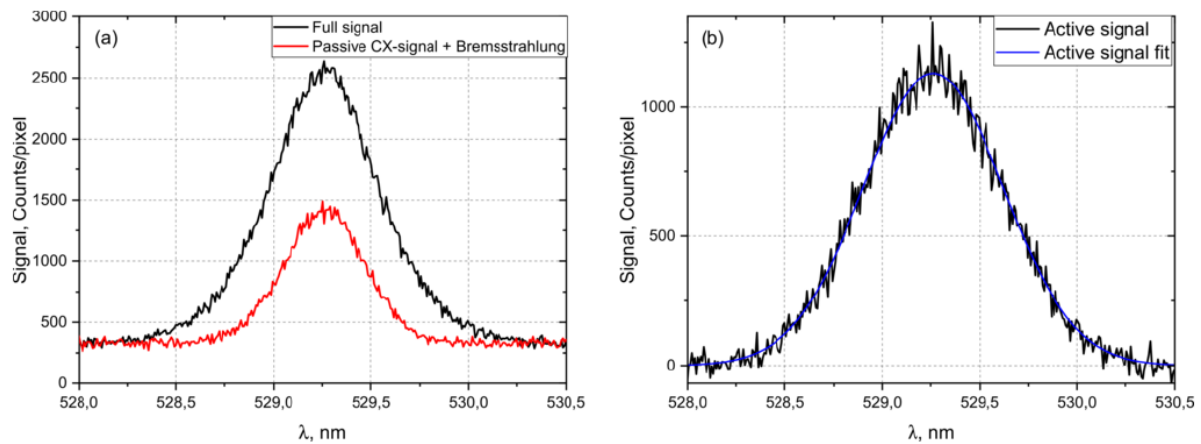 (a)
Full signal
Passive CX-signal + Bremsstrahlung
Signal, Counts/pixel
3000
2500
2000
1500
1000
500
0
528,0 528,5 529,0 529,5 530,0 530,5
λ, nm
(b)
Active signal
Active signal fit
Signal, Counts/pixel
1000
500
0
528,0 528,5 529,0 529,5 530,0 530,5
λ, nm